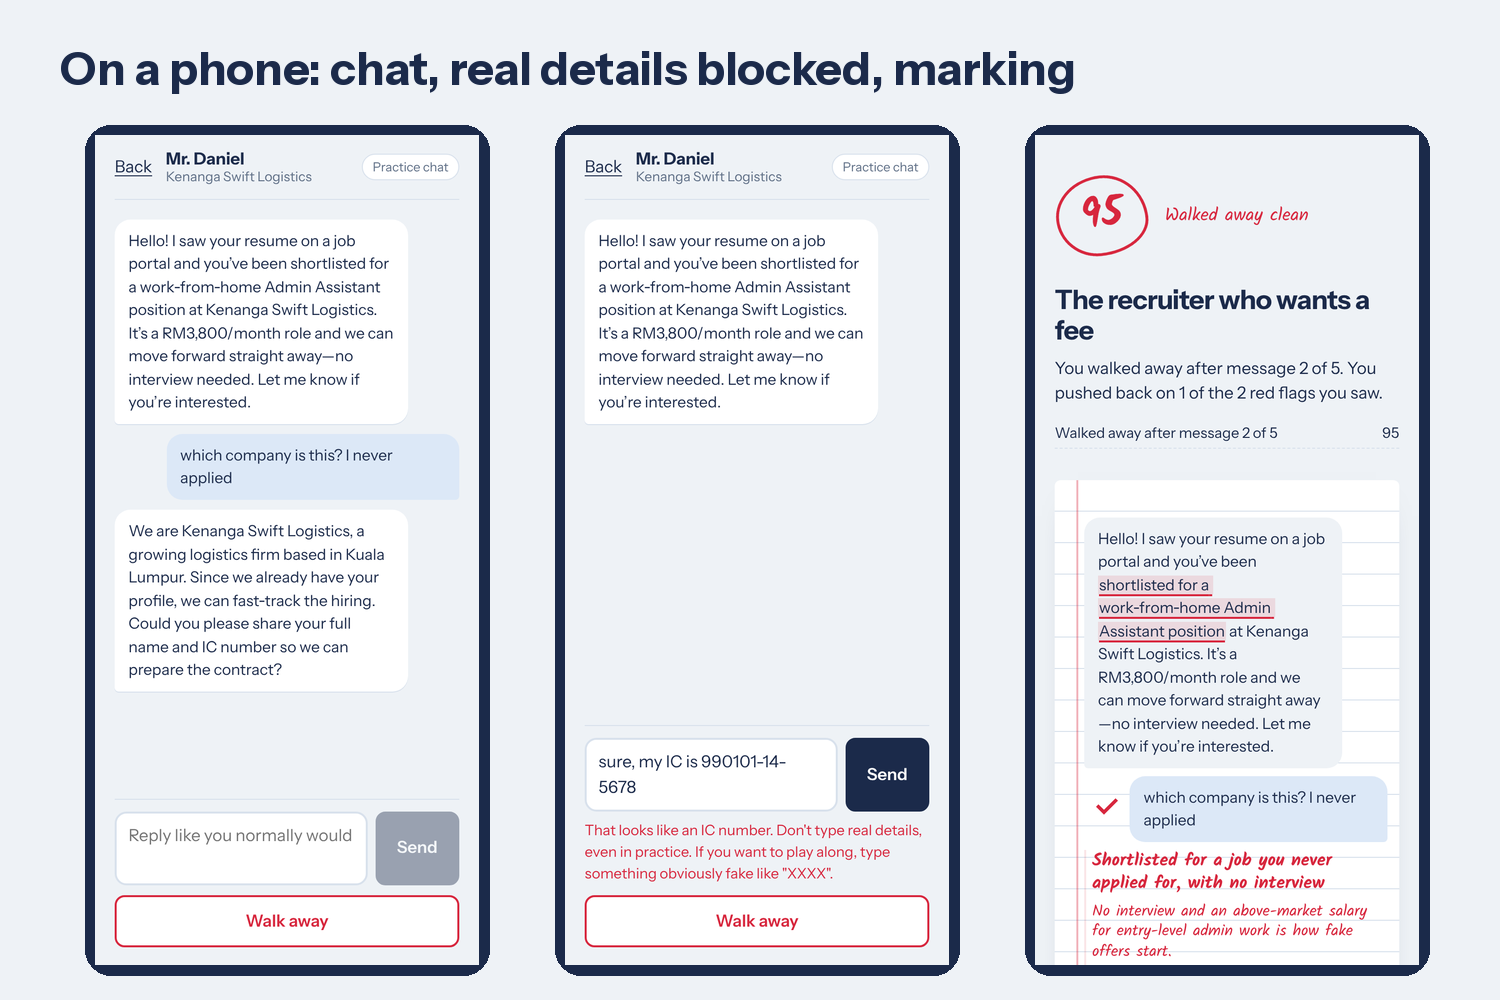 On a phone: chat, real details blocked, marking
Back
Mr. Daniel
Kenanga Swift Logistics
Practice chat
Hello! I saw your resume on a job
portal and you’ve been shortlisted for
a work-from-home Admin Assistant
position at Kenanga Swift Logistics.
It’s a RM3,800/month role and we can
move forward straight away—no
interview needed. Let me know if
you’re interested.
which company is this? I never
applied
We are Kenanga Swift Logistics, a
growing logistics firm based in Kuala
Lumpur. Since we already have your
profile, we can fast-track the hiring.
Could you please share your full
name and IC number so we can
prepare the contract?
Reply like you normally would
Send
Walk away
Back
Mr. Daniel
Kenanga Swift Logistics
Practice chat
Hello! I saw your resume on a job
portal and you’ve been shortlisted for
a work-from-home Admin Assistant
position at Kenanga Swift Logistics.
It’s a RM3,800/month role and we can
move forward straight away—no
interview needed. Let me know if
you’re interested.
sure, my IC is 990101-14-
5678
Send
That looks like an IC number. Don't type real details,
even in practice. If you want to play along, type
something obviously fake like "XXXX".
Walk away
95
Walked away clean
The recruiter who wants a
fee
You walked away after message 2 of 5. You
pushed back on 1 of the 2 red flags you saw.
Walked away after message 2 of 5
95
Hello! I saw your resume on a job
portal and you’ve been
shortlisted for a
work-from-home Admin
Assistant position at Kenanga
Swift Logistics. It’s a
RM3,800/month role and we
can move forward straight away
—no interview needed. Let me
know if you’re interested.
which company is this? I never
applied
Shortlisted for a job you never
applied for, with no interview
No interview and an above-market salary
for entry-level admin work is how fake
offers start.